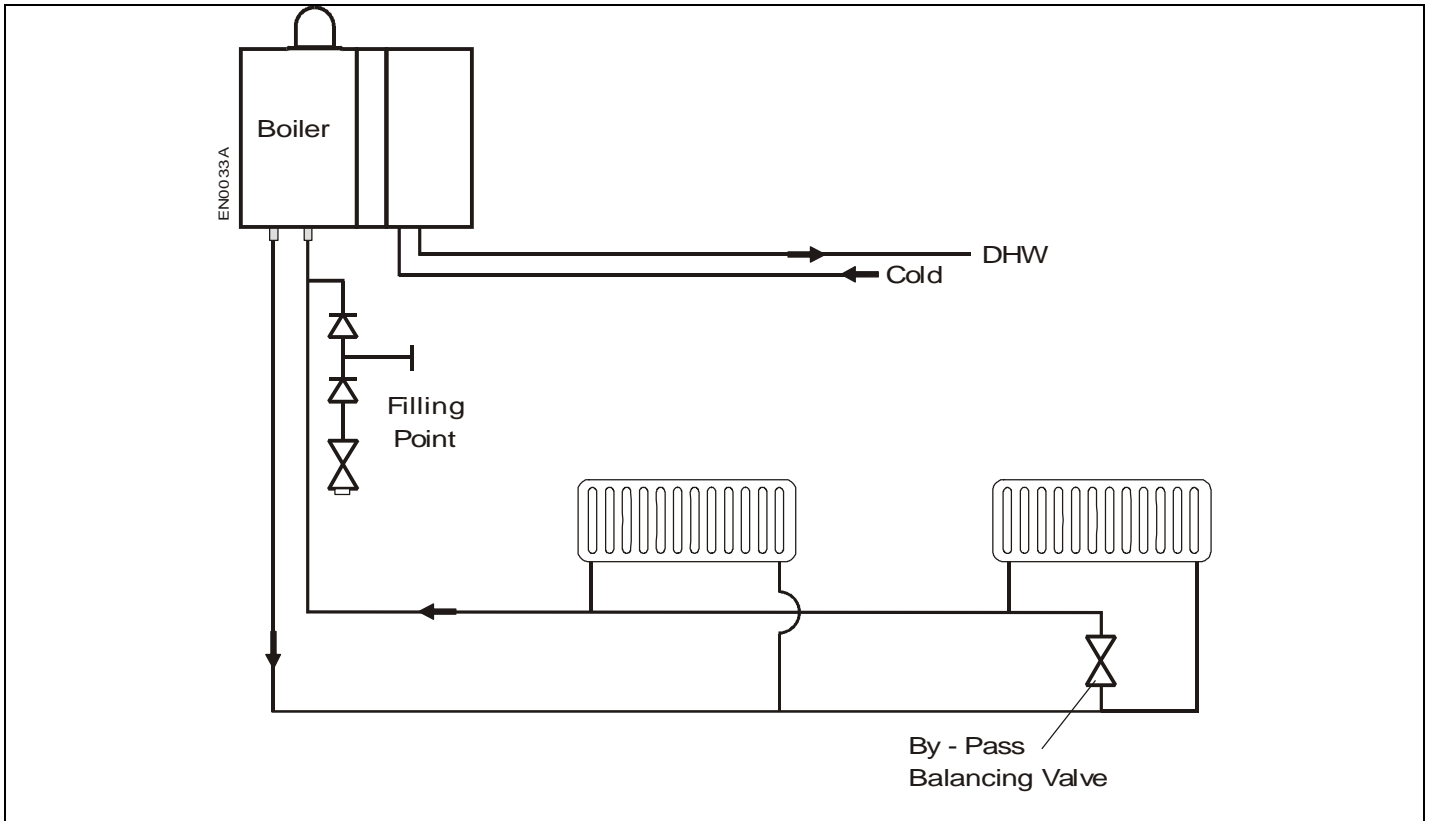 Boiler
EN0033A
DHW
Cold
Filling
Point
By - Pass
Balancing Valve